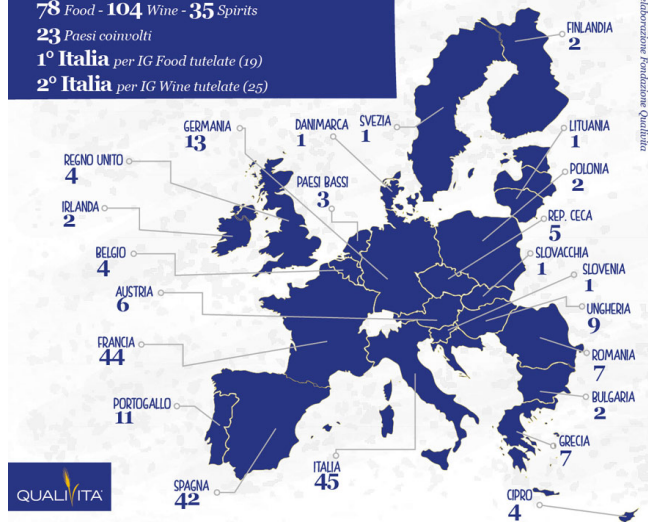 78 Food - 104 Wine - 35 Spirits
23 Paesi coinvolti
1° Italia per IG Food tutelate (19)
2° Italia per IG Wine tutelate (25)
elaborazione Fondazione Qualivita
FINLANDIA
2
GERMANIA
13
DANIMARCA
1
SVEZIA
1
LITUANIA
1
REGNO UNITO
4
POLONIA
2
PAESI BASSI
3
IRLANDA
2
REP. CECA
5
BELGIO
4
SLOVACCHIA
1
SLOVENIA
1
AUSTRIA
6
UNGHERIA
9
FRANCIA
44
ROMANIA
7
PORTOGALLO
11
BULGARIA
2
GRECIA
7
ITALIA
45
SPAGNA
42
CIPRO
4
QUALIVITA